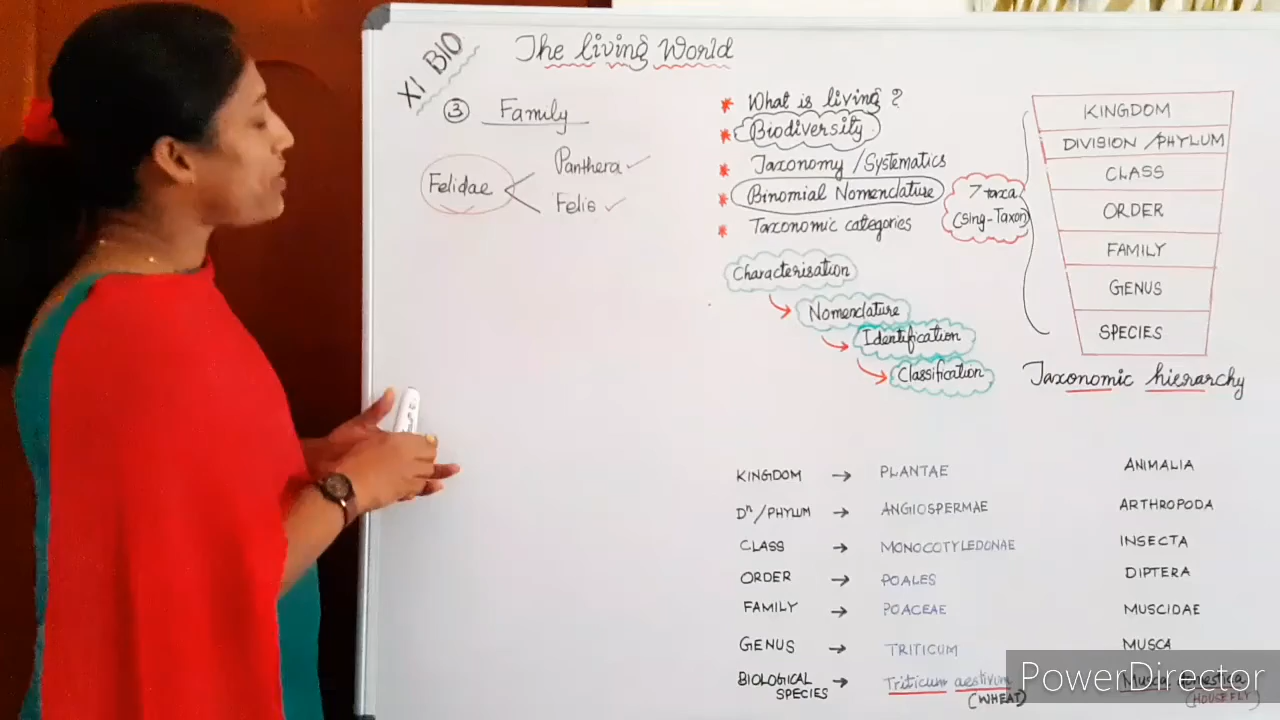 XI BIO
The living World
③ Family
Felidae
Panthera ✓
Felis ✓
* What is living ?
* Biodiversity
* Taxonomy /Systematics
* Binomial Nomenclature
* Taxonomic categories
Characterisation
Nomenclature
Identification
Classification
7 taxa
(sing-Taxon)
KINGDOM
DIVISION /PHYLUM
CLASS
ORDER
FAMILY
GENUS
SPECIES
Taxonomic hierarchy
KINGDOM → PLANTAE ANIMALIA
Dⁿ/PHYLUM → ANGIOSPERMAE ARTHROPODA
CLASS → MONOCOTYLEDONAE INSECTA
ORDER → POALES DIPTERA
FAMILY → POACEAE MUSCIDAE
GENUS → TRITICUM MUSCA
BIOLOGICAL SPECIES → Triticum aestivum Musca domestica
(WHEAT) (HOUSEFLY)
PowerDirector